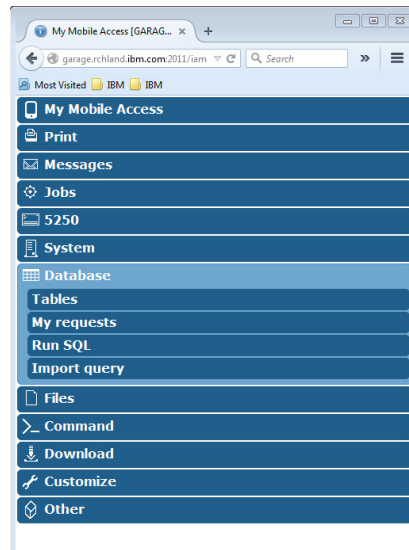 My Mobile Access [GARAG...
garage.rchland.ibm.com:2011/iam
Search
Most Visited
IBM
IBM
My Mobile Access
Print
Messages
Jobs
5250
System
Database
Tables
My requests
Run SQL
Import query
Files
Command
Download
Customize
Other